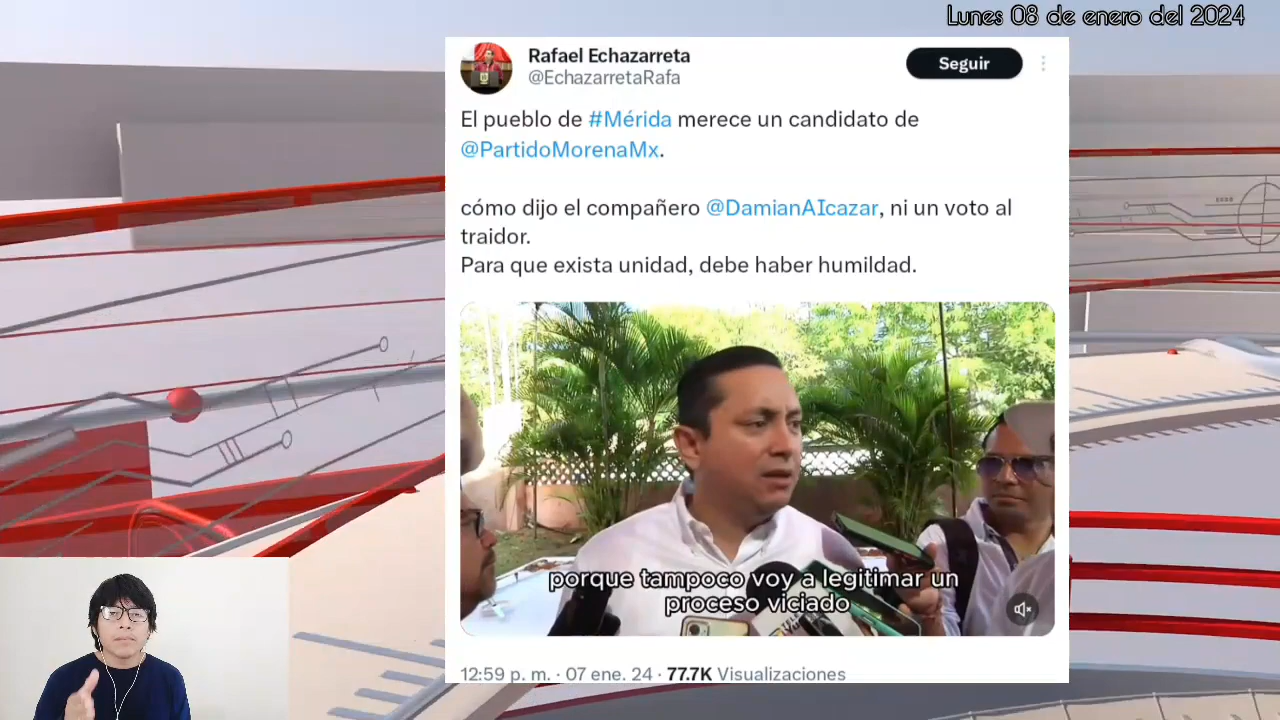 Lunes 08 de enero del 2024
Rafael Echazarreta
@EchazarretaRafa
Seguir
El pueblo de #Mérida merece un candidato de
@PartidoMorenaMx.
cómo dijo el compañero @DamianAIcazar, ni un voto al
traidor.
Para que exista unidad, debe haber humildad.
porque tampoco voy a legitimar un
proceso viciado
12:59 p. m. · 07 ene. 24 · 77.7K Visualizaciones